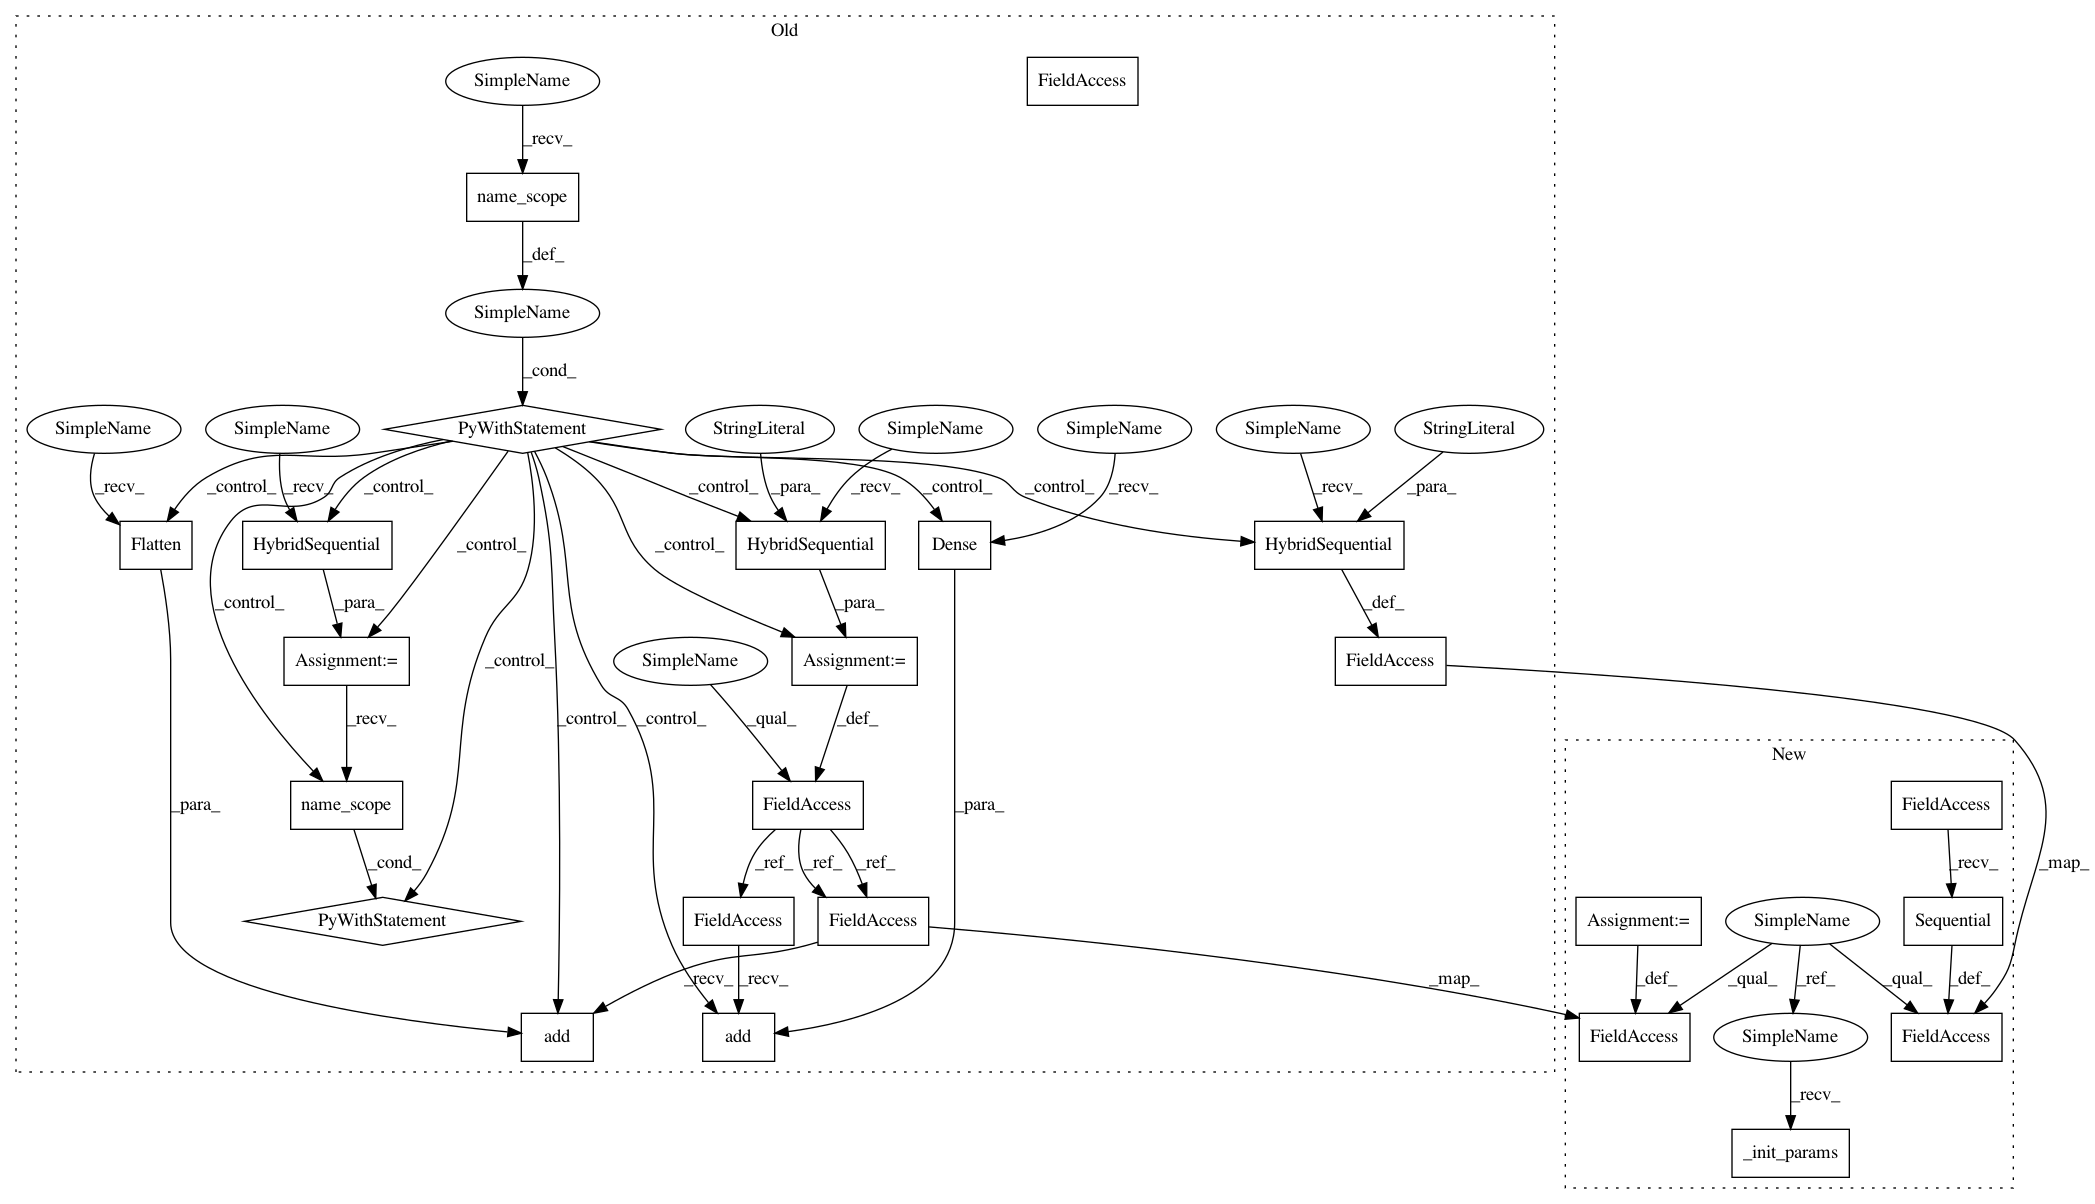 Old
SimpleName
FieldAccess
_recv_
name_scope
_def_
SimpleName
_cond_
SimpleName
SimpleName
PyWithStatement
StringLiteral
SimpleName
SimpleName
SimpleName
StringLiteral
_recv_
_control_
_recv_
_control_
_control_
_para_
_recv_
_control_
_recv_
_control_
_recv_
_para_
Flatten
HybridSequential
_control_
_control_
HybridSequential
Dense
HybridSequential
_control_
_para_
_para_
_def_
Assignment:=
_control_
SimpleName
Assignment:=
FieldAccess
_recv_
_control_
_control_
_qual_
_def_
New
_para_
name_scope
FieldAccess
_para_
FieldAccess
_cond_
_ref_
_ref_
_ref_
_recv_
_map_
PyWithStatement
FieldAccess
FieldAccess
Assignment:=
SimpleName
Sequential
_recv_
_recv_
_map_
_def_
_qual_
_ref_
_qual_
_def_
add
add
FieldAccess
SimpleName
FieldAccess
_recv_
_init_params